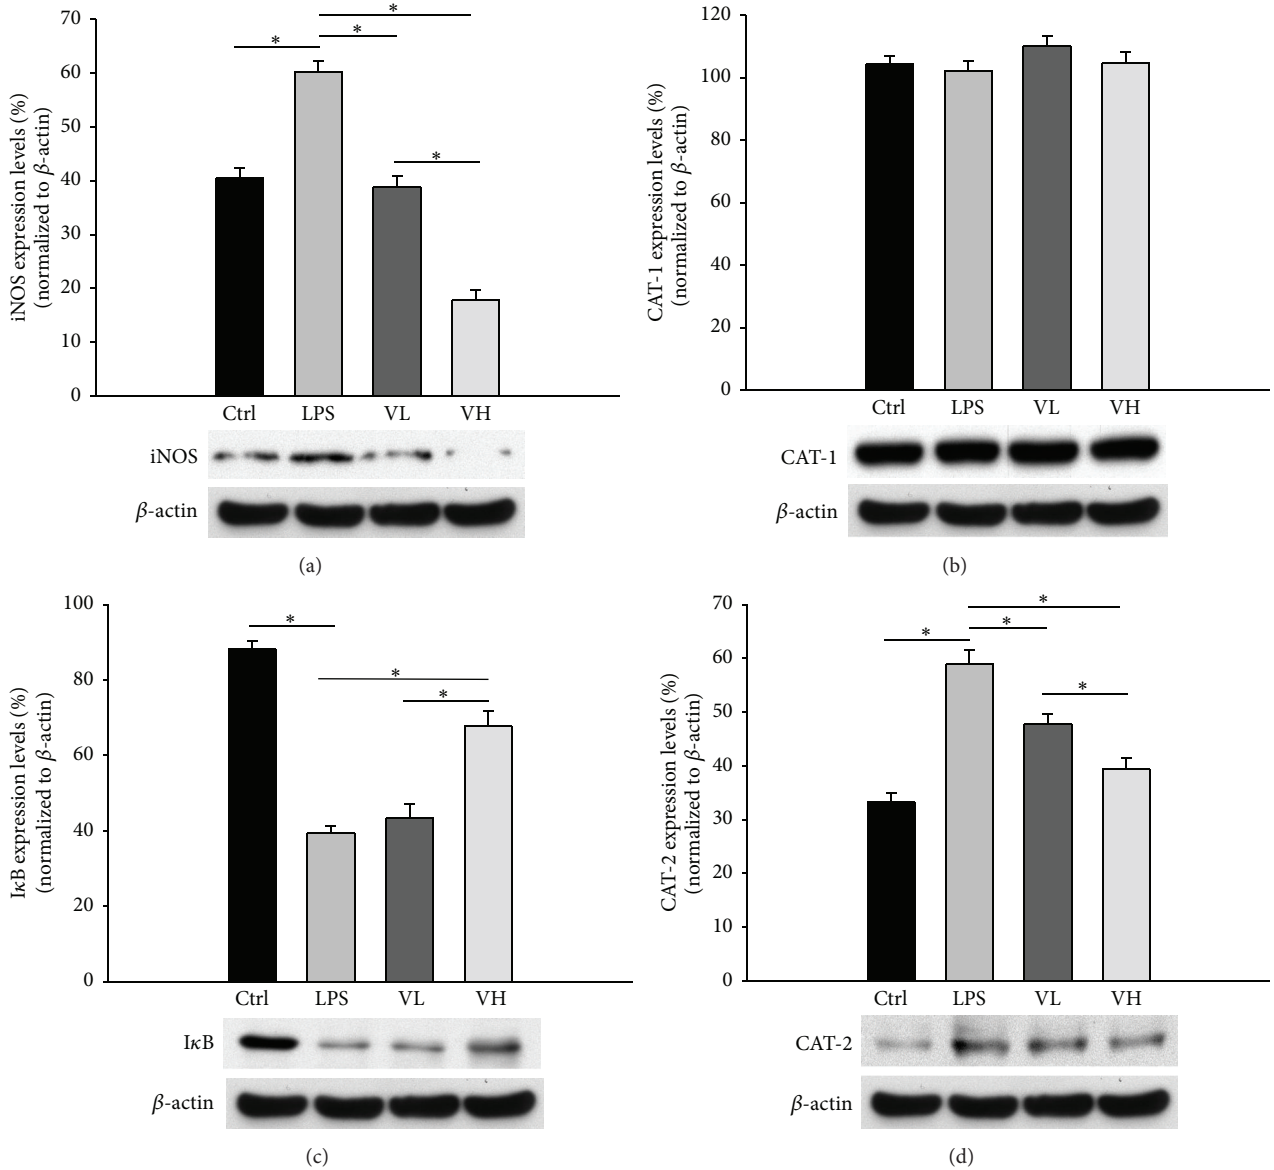 iNOS expression levels (%)
(normalized to β-actin)
70
60
50
40
30
20
10
0
*
*
*
*
Ctrl LPS VL VH
iNOS
β-actin
(a)
CAT-1 expression levels (%)
(normalized to β-actin)
120
100
80
60
40
20
0
Ctrl LPS VL VH
CAT-1
β-actin
(b)
IκB expression levels (%)
(normalized to β-actin)
100
80
60
40
20
0
*
*
*
Ctrl LPS VL VH
IκB
β-actin
(c)
CAT-2 expression levels (%)
(normalized to β-actin)
70
60
50
40
30
20
10
0
*
*
*
*
Ctrl LPS VL VH
CAT-2
β-actin
(d)